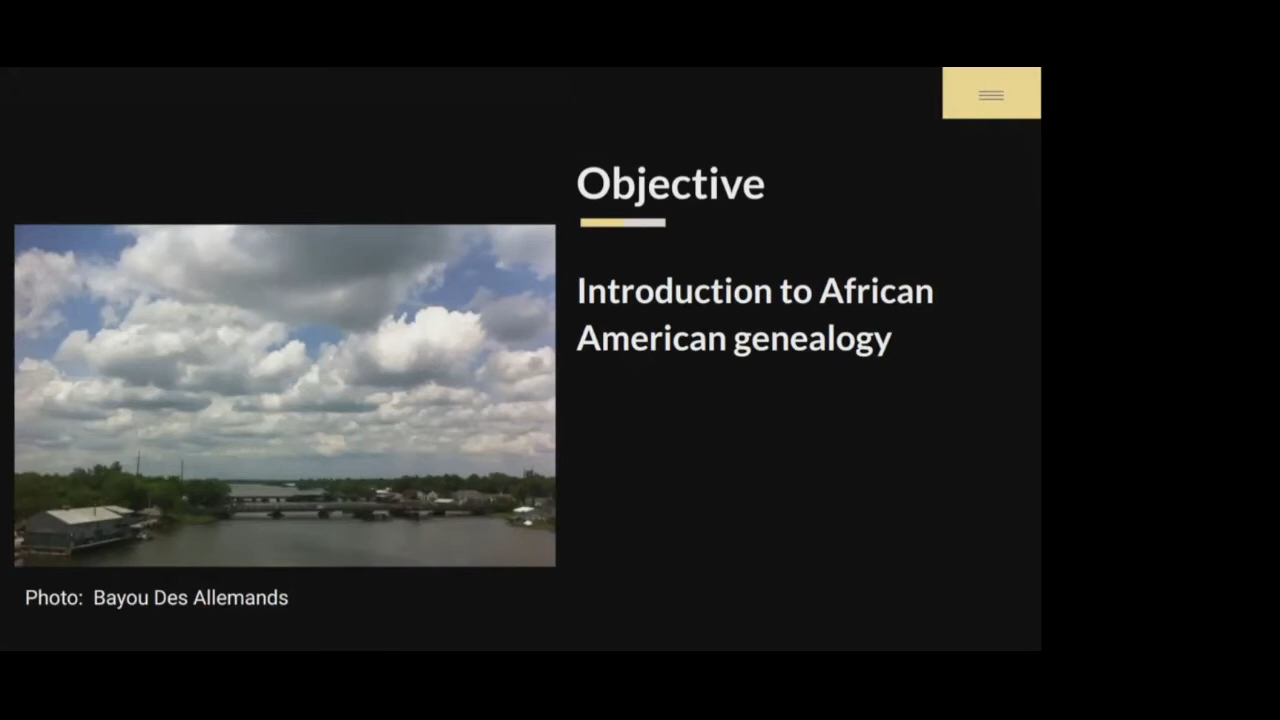 Objective
Introduction to African
American genealogy
Photo: Bayou Des Allemands